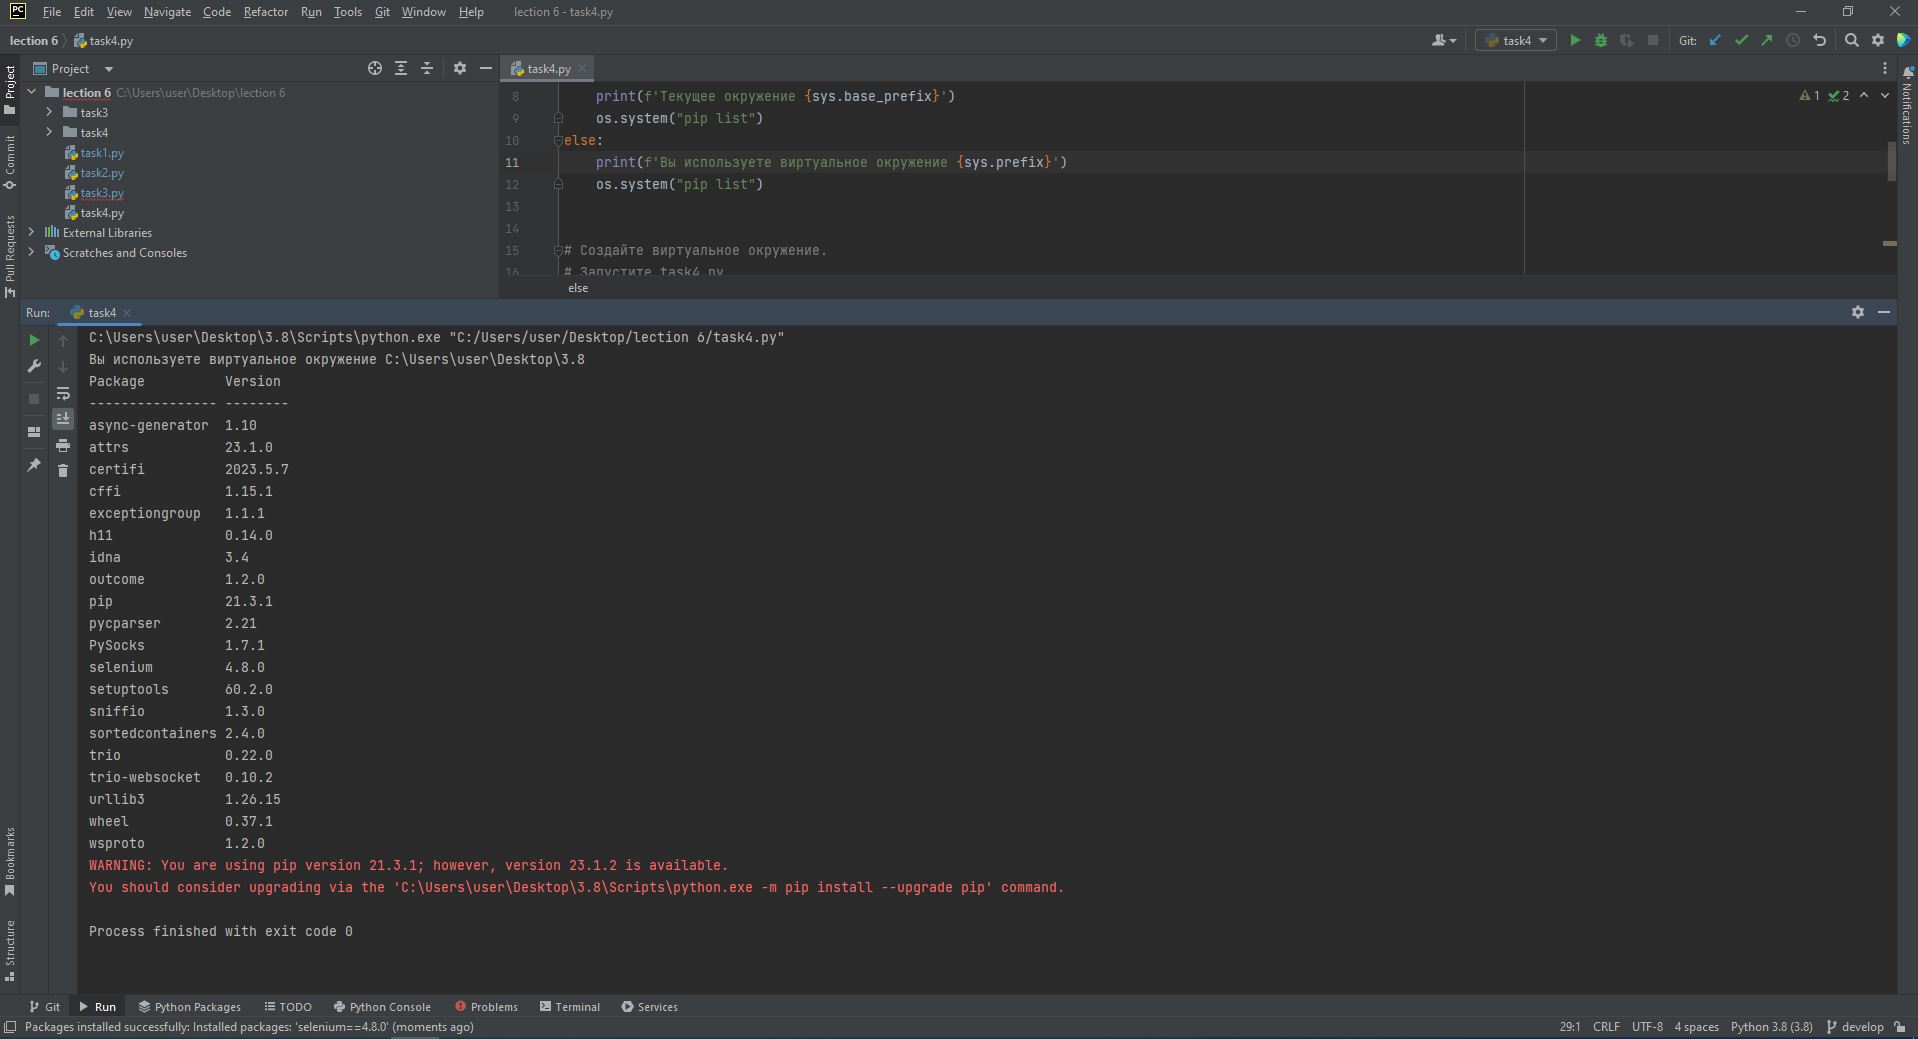 PC File Edit View Navigate Code Refactor Run Tools Git Window Help lection 6 - task4.py
lection 6 task4.py
task4 Git:
Project
task4.py
lection 6 C:\Users\user\Desktop\lection 6
task3
task4
task1.py
task2.py
task3.py
task4.py
External Libraries
Scratches and Consoles
8 print(f'Текущее окружение {sys.base_prefix}')
1 2
9 os.system("pip list")
10 else:
11 print(f'Вы используете виртуальное окружение {sys.prefix}')
12 os.system("pip list")
13
14
15 # Создайте виртуальное окружение.
16 # Запустите task4.py
else
Project
Commit
Pull Requests
Notifications
Run: task4
C:\Users\user\Desktop\3.8\Scripts\python.exe "C:/Users/user/Desktop/lection 6/task4.py"
Вы используете виртуальное окружение C:\Users\user\Desktop\3.8
Package Version
---------------- --------
async-generator 1.10
attrs 23.1.0
certifi 2023.5.7
cffi 1.15.1
exceptiongroup 1.1.1
h11 0.14.0
idna 3.4
outcome 1.2.0
pip 21.3.1
pycparser 2.21
PySocks 1.7.1
selenium 4.8.0
setuptools 60.2.0
sniffio 1.3.0
sortedcontainers 2.4.0
trio 0.22.0
trio-websocket 0.10.2
urllib3 1.26.15
wheel 0.37.1
wsproto 1.2.0
WARNING: You are using pip version 21.3.1; however, version 23.1.2 is available.
You should consider upgrading via the 'C:\Users\user\Desktop\3.8\Scripts\python.exe -m pip install --upgrade pip' command.
Process finished with exit code 0
Bookmarks
Structure
Git Run Python Packages TODO Python Console Problems Terminal Services
Packages installed successfully: Installed packages: 'selenium==4.8.0' (moments ago)
29:1 CRLF UTF-8 4 spaces Python 3.8 (3.8) develop